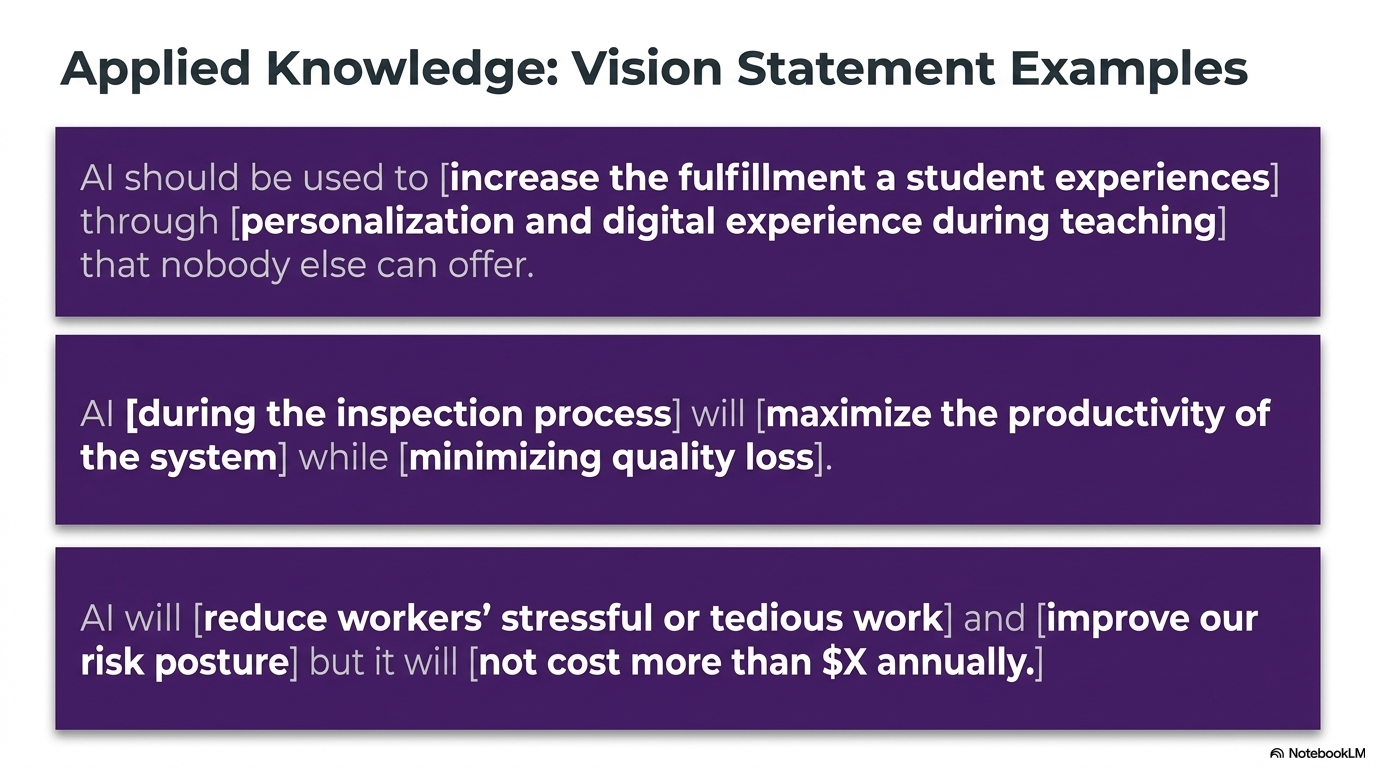 Applied Knowledge: Vision Statement Examples
AI should be used to [increase the fulfillment a student experiences]
through [personalization and digital experience during teaching]
that nobody else can offer.
AI [during the inspection process] will [maximize the productivity of
the system] while [minimizing quality loss].
AI will [reduce workers’ stressful or tedious work] and [improve our
risk posture] but it will [not cost more than $X annually.]
NotebookLM